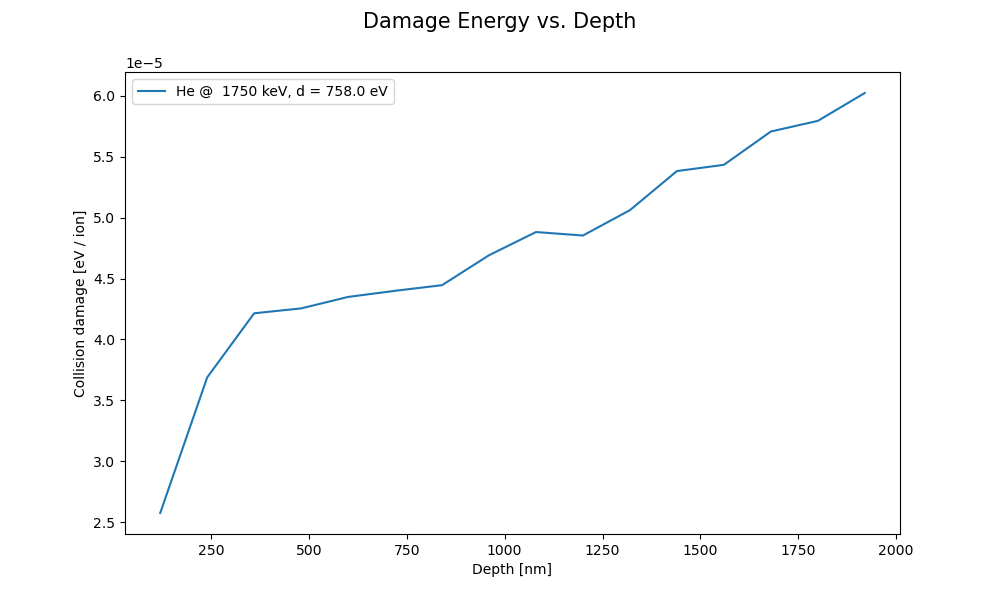 Damage Energy vs. Depth
1e−5
He @  1750 keV, d = 758.0 eV
6.0
5.5
5.0
4.5
4.0
3.5
3.0
2.5
Collision damage [eV / ion]
250 500 750 1000 1250 1500 1750 2000
Depth [nm]